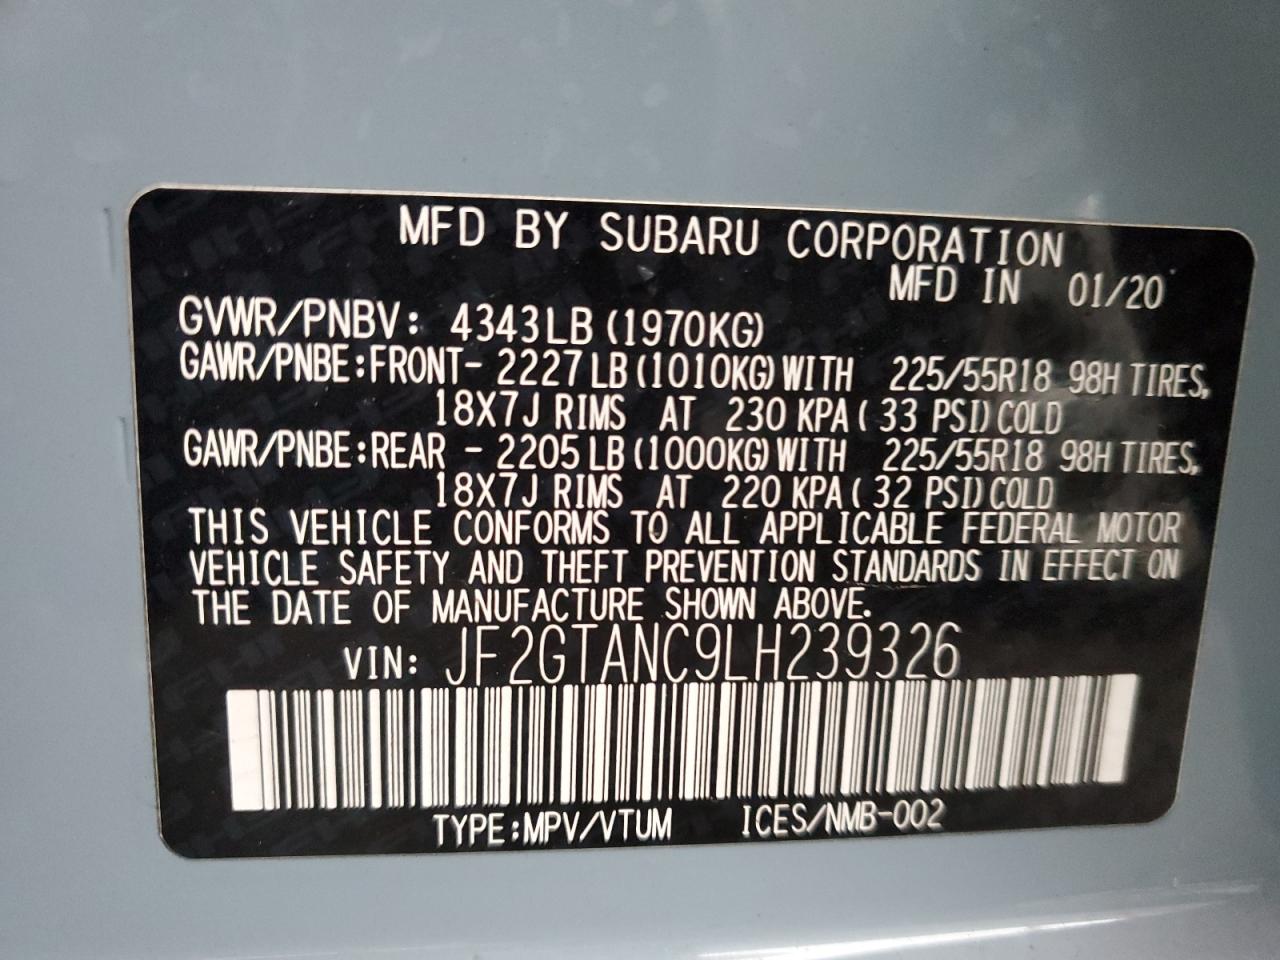 MFD BY SUBARU CORPORATION
MFD IN 01/20
GVWR/PNBV: 4343LB (1970KG)
GAWR/PNBE:FRONT- 2227 LB (1010KG) WITH 225/55R18 98H TIRES,
18X7J RIMS AT 230 KPA ( 33 PSI) COLD
GAWR/PNBE:REAR - 2205 LB (1000KG) WITH 225/55R18 98H TIRES,
18X7J RIMS AT 220 KPA ( 32 PSI) COLD
THIS VEHICLE CONFORMS TO ALL APPLICABLE FEDERAL MOTOR
VEHICLE SAFETY AND THEFT PREVENTION STANDARDS IN EFFECT ON
THE DATE OF MANUFACTURE SHOWN ABOVE.
VIN: JF2GTANC9LH239326
TYPE:MPV/VTUM ICES/NMB-002